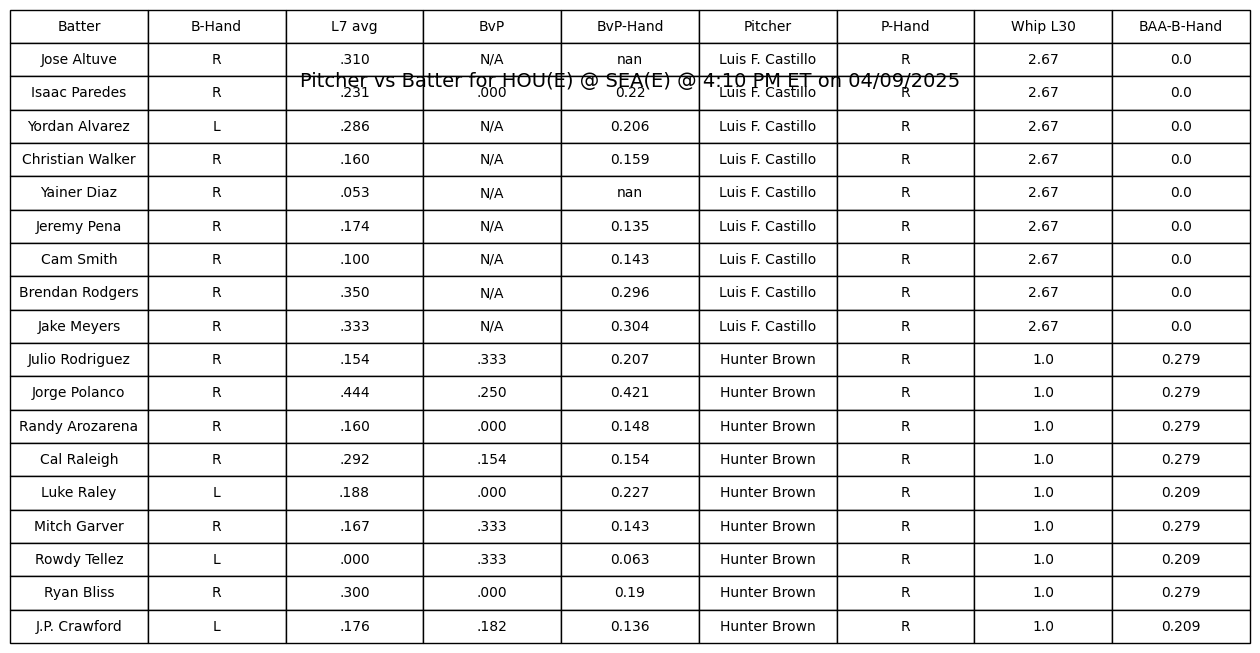 Batter B-Hand L7 avg BvP BvP-Hand Pitcher P-Hand Whip L30 BAA-B-Hand
Jose Altuve R .310 N/A nan Luis F. Castillo R 2.67 0.0
Pitcher vs Batter for HOU(E) @ SEA(E) @ 4:10 PM ET on 04/09/2025
Isaac Paredes R .231 .000 0.22 Luis F. Castillo R 2.67 0.0
Yordan Alvarez L .286 N/A 0.206 Luis F. Castillo R 2.67 0.0
Christian Walker R .160 N/A 0.159 Luis F. Castillo R 2.67 0.0
Yainer Diaz R .053 N/A nan Luis F. Castillo R 2.67 0.0
Jeremy Pena R .174 N/A 0.135 Luis F. Castillo R 2.67 0.0
Cam Smith R .100 N/A 0.143 Luis F. Castillo R 2.67 0.0
Brendan Rodgers R .350 N/A 0.296 Luis F. Castillo R 2.67 0.0
Jake Meyers R .333 N/A 0.304 Luis F. Castillo R 2.67 0.0
Julio Rodriguez R .154 .333 0.207 Hunter Brown R 1.0 0.279
Jorge Polanco R .444 .250 0.421 Hunter Brown R 1.0 0.279
Randy Arozarena R .160 .000 0.148 Hunter Brown R 1.0 0.279
Cal Raleigh R .292 .154 0.154 Hunter Brown R 1.0 0.279
Luke Raley L .188 .000 0.227 Hunter Brown R 1.0 0.209
Mitch Garver R .167 .333 0.143 Hunter Brown R 1.0 0.279
Rowdy Tellez L .000 .333 0.063 Hunter Brown R 1.0 0.209
Ryan Bliss R .300 .000 0.19 Hunter Brown R 1.0 0.279
J.P. Crawford L .176 .182 0.136 Hunter Brown R 1.0 0.209